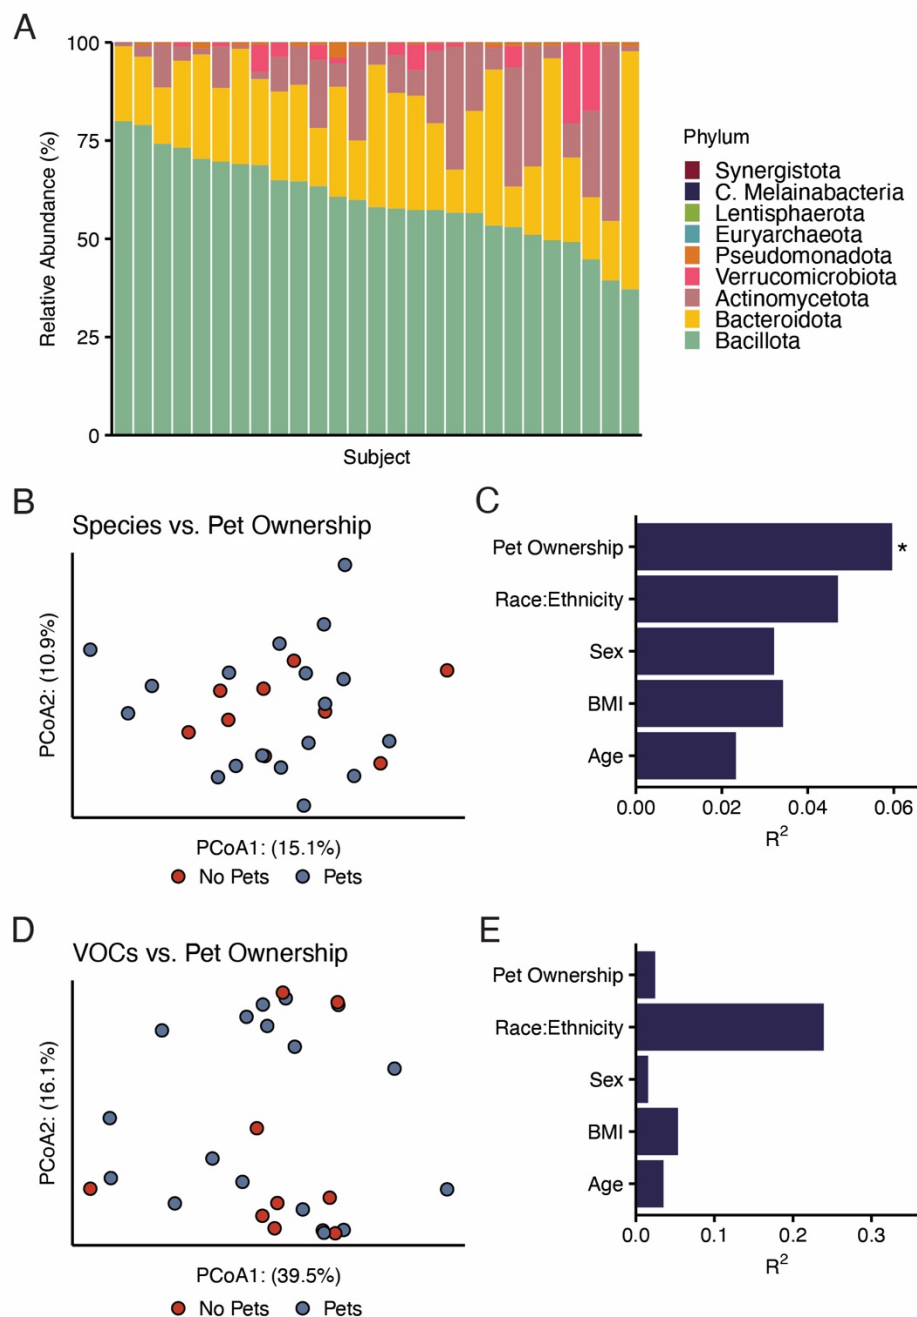 A
Relative Abundance (%)
100
75
50
25
0
Subject
Phylum
Synergistota
C. Melainabacteria
Lentisphaerota
Euryarchaeota
Pseudomonadota
Verrucomicrobiota
Actinomycetota
Bacteroidota
Bacillota
B
Species vs. Pet Ownership
PCoA2: (10.9%)
PCoA1: (15.1%)
No Pets Pets
C
Pet Ownership
*
Race:Ethnicity
Sex
BMI
Age
0.00 0.02 0.04 0.06
R²
D
VOCs vs. Pet Ownership
PCoA2: (16.1%)
PCoA1: (39.5%)
No Pets Pets
E
Pet Ownership
Race:Ethnicity
Sex
BMI
Age
0.0 0.1 0.2 0.3
R²